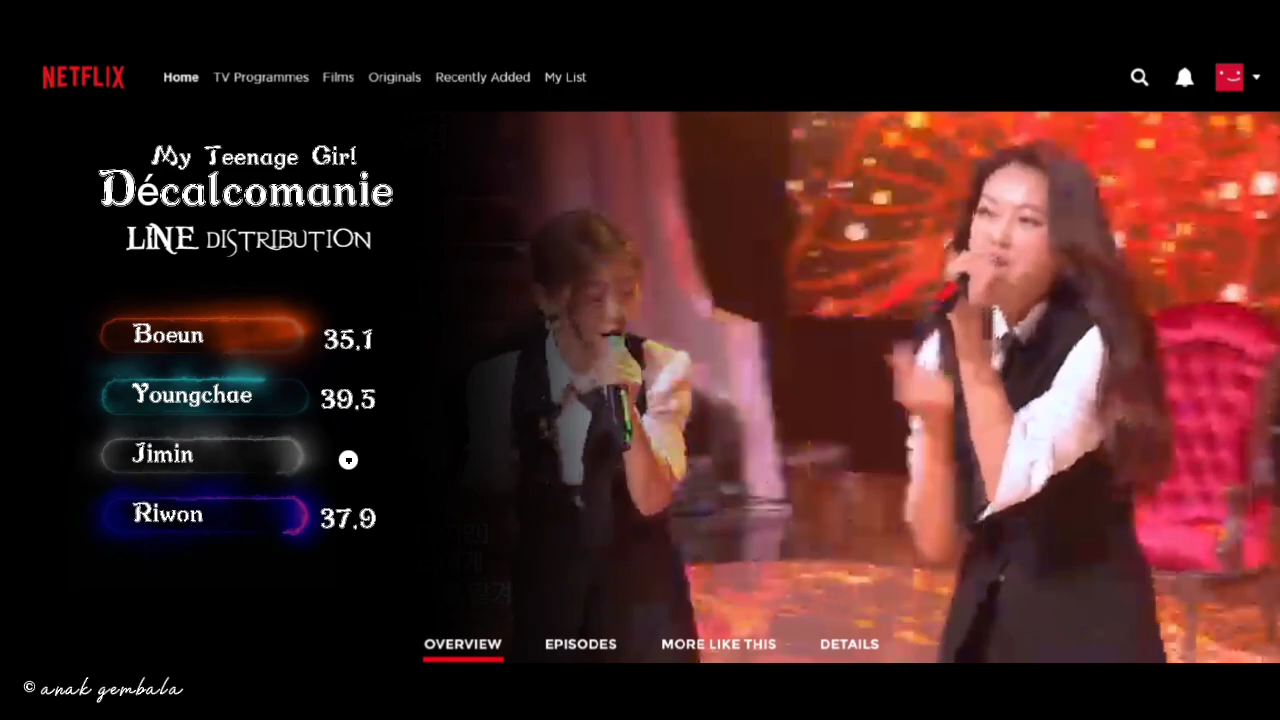 NETFLIX Home TV Programmes Films Originals Recently Added My List
My Teenage Girl
Décalcomanie
LINE DISTRIBUTION
Boeun 35.1
Youngchae 39.5
Jimin
Riwon 37.9
OVERVIEW EPISODES MORE LIKE THIS DETAILS
© anak gembala